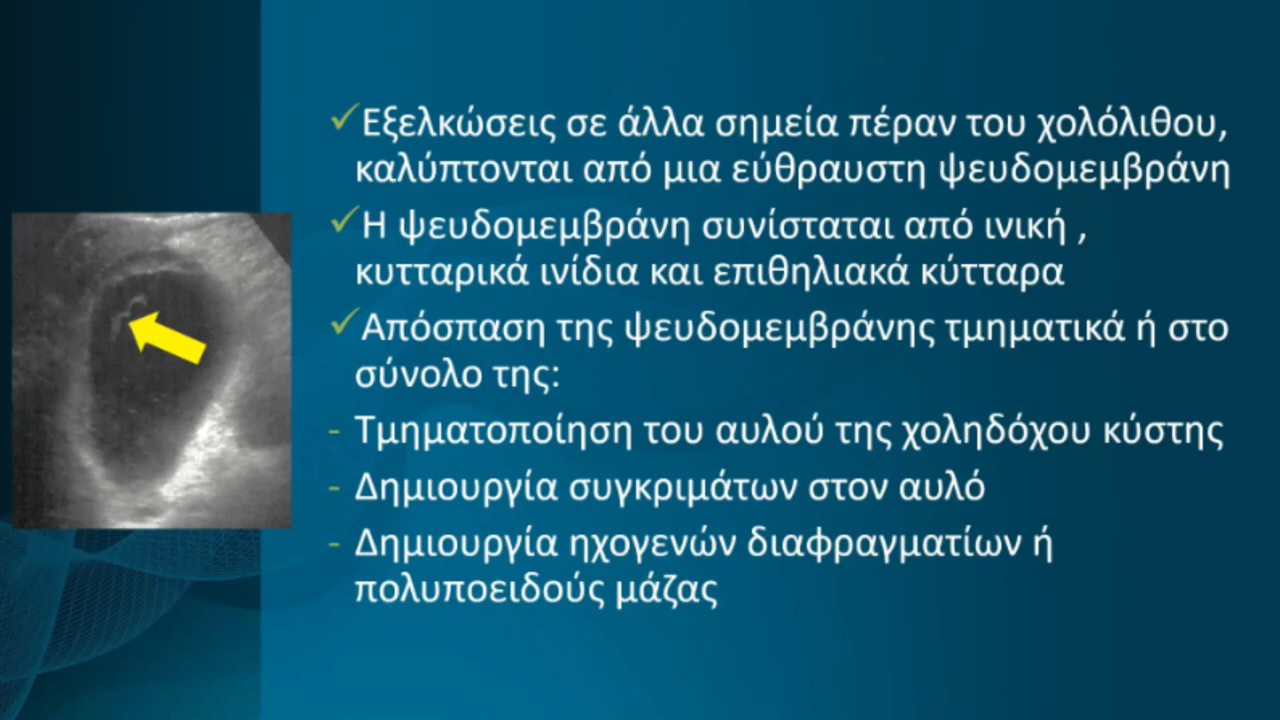 ✓Εξελκώσεις σε άλλα σημεία πέραν του χολόλιθου,
καλύπτονται από μια εύθραυστη ψευδομεμβράνη
✓Η ψευδομεμβράνη συνίσταται από ινική ,
κυτταρικά ινίδια και επιθηλιακά κύτταρα
✓Απόσπαση της ψευδομεμβράνης τμηματικά ή στο
σύνολο της:
- Τμηματοποίηση του αυλού της χοληδόχου κύστης
- Δημιουργία συγκριμάτων στον αυλό
- Δημιουργία ηχογενών διαφραγματίων ή
πολυποειδούς μάζας